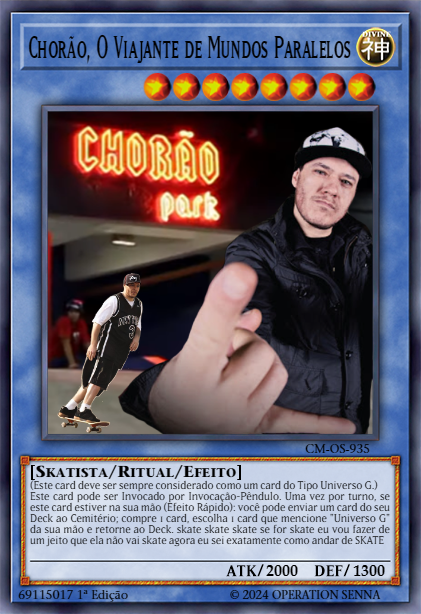 Chorão, O Viajante de Mundos Paralelos
DIVINE
神
CHORÃO
park
CM-OS-935
[Skatista/Ritual/Efeito]
(Este card deve ser sempre considerado como um card do Tipo Universo G.)
Este card pode ser Invocado por Invocação-Pêndulo. Uma vez por turno, se
este card estiver na sua mão (Efeito Rápido): você pode enviar um card do seu
Deck ao Cemitério; compre 1 card, escolha 1 card que mencione "Universo G"
da sua mão e retorne ao Deck. skate skate skate se for skate eu vou fazer de
um jeito que ela não vai skate agora eu sei exatamente como andar de SKATE
ATK/2000 DEF/1300
69115017 1ª Edição
© 2024 OPERATION SENNA